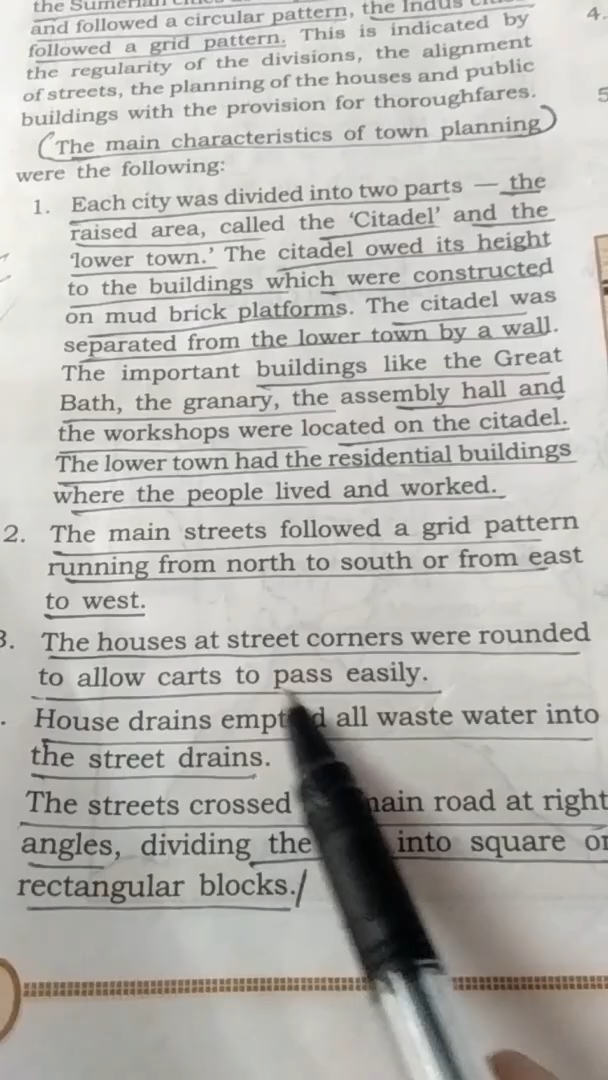 the Sumerian
and followed a circular pattern, the Indus
followed a grid pattern. This is indicated by
the regularity of the divisions, the alignment
of streets, the planning of the houses and public
buildings with the provision for thoroughfares.
The main characteristics of town planning
were the following:
1. Each city was divided into two parts — the
raised area, called the 'Citadel' and the
'lower town.' The citadel owed its height
to the buildings which were constructed
on mud brick platforms. The citadel was
separated from the lower town by a wall.
The important buildings like the Great
Bath, the granary, the assembly hall and
the workshops were located on the citadel.
The lower town had the residential buildings
where the people lived and worked.
2. The main streets followed a grid pattern
running from north to south or from east
to west.
3. The houses at street corners were rounded
to allow carts to pass easily.
House drains all waste water into
the street drains.
The streets crossed main road at right
angles, dividing the into square or
rectangular blocks.
4.
5